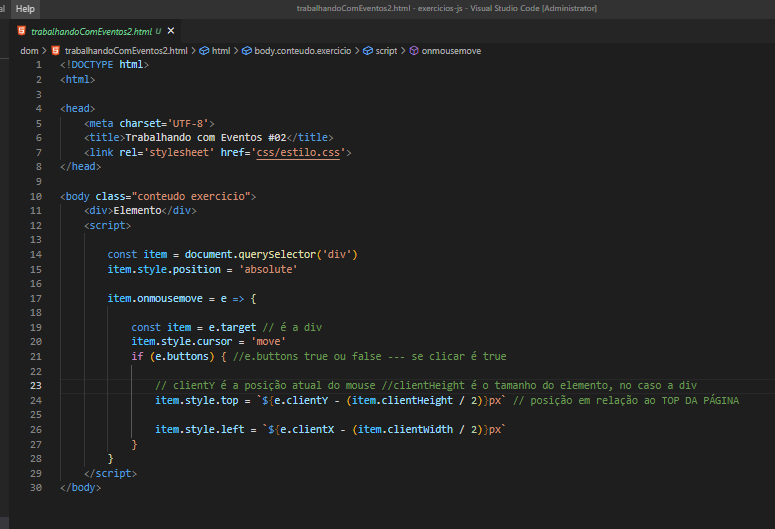 al Help trabalhandoComEventos2.html - exercicios-js - Visual Studio Code [Administrator]
trabalhandoComEventos2.html U ×
dom > trabalhandoComEventos2.html > html > body.conteudo.exercicio > script > onmousemove
1 <!DOCTYPE html>
2 <html>
3
4 <head>
5 <meta charset='UTF-8'>
6 <title>Trabalhando com Eventos #02</title>
7 <link rel='stylesheet' href='css/estilo.css'>
8 </head>
9
10 <body class="conteudo exercicio">
11 <div>Elemento</div>
12 <script>
13
14 const item = document.querySelector('div')
15 item.style.position = 'absolute'
16
17 item.onmousemove = e => {
18
19 const item = e.target // é a div
20 item.style.cursor = 'move'
21 if (e.buttons) { //e.buttons true ou false --- se clicar é true
22
23 // clientY é a posição atual do mouse //clientHeight é o tamanho do elemento, no caso a div
24 item.style.top = `${e.clientY - (item.clientHeight / 2)}px` // posição em relação ao TOP DA PÁGINA
25
26 item.style.left = `${e.clientX - (item.clientWidth / 2)}px`
27 }
28 }
29 </script>
30 </body>